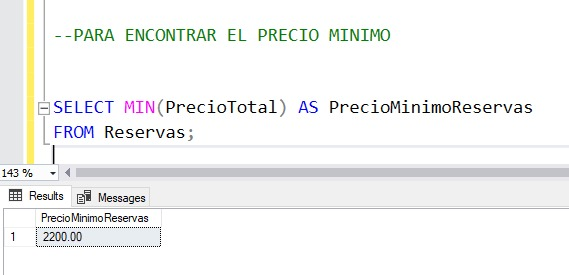 --PARA ENCONTRAR EL PRECIO MINIMO
SELECT MIN(PrecioTotal) AS PrecioMinimoReservas
FROM Reservas;
143 %
Results Messages
PrecioMinimoReservas
1 2200.00